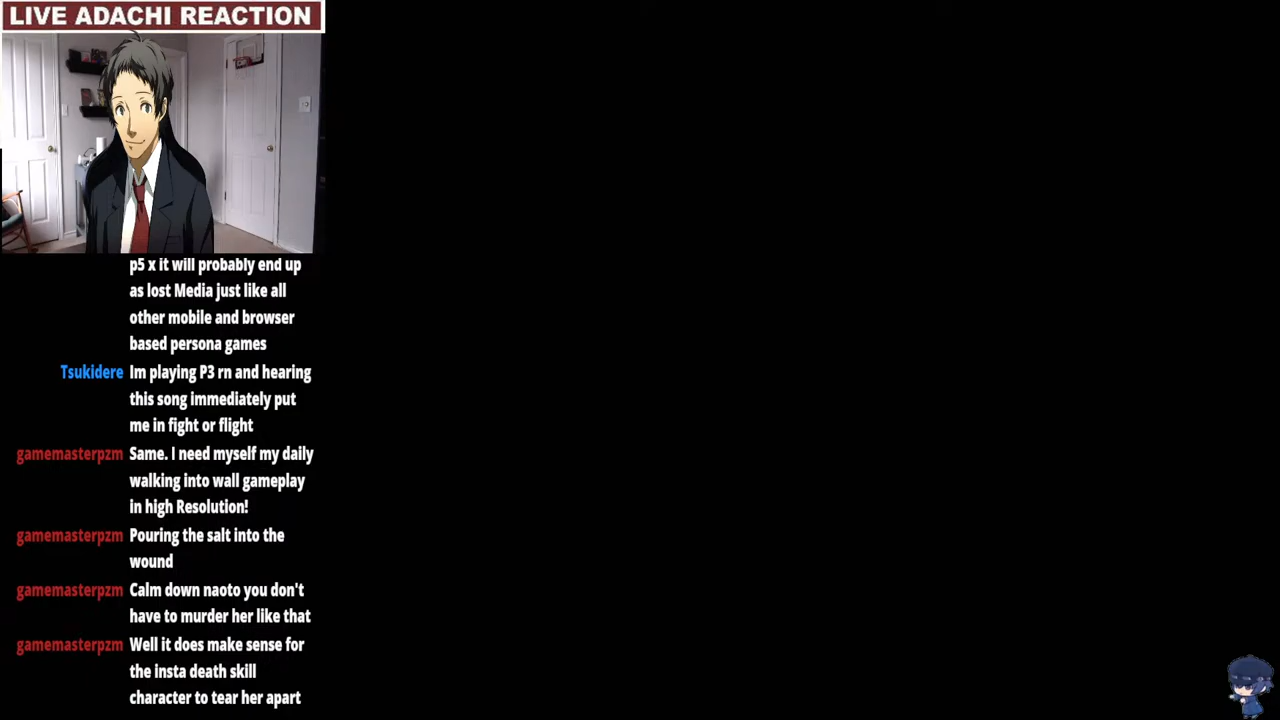 LIVE ADACHI REACTION
p5 x it will probably end up
as lost Media just like all
other mobile and browser
based persona games
Tsukidere Im playing P3 rn and hearing
this song immediately put
me in fight or flight
gamemasterpzm Same. I need myself my daily
walking into wall gameplay
in high Resolution!
gamemasterpzm Pouring the salt into the
wound
gamemasterpzm Calm down naoto you don't
have to murder her like that
gamemasterpzm Well it does make sense for
the insta death skill
character to tear her apart